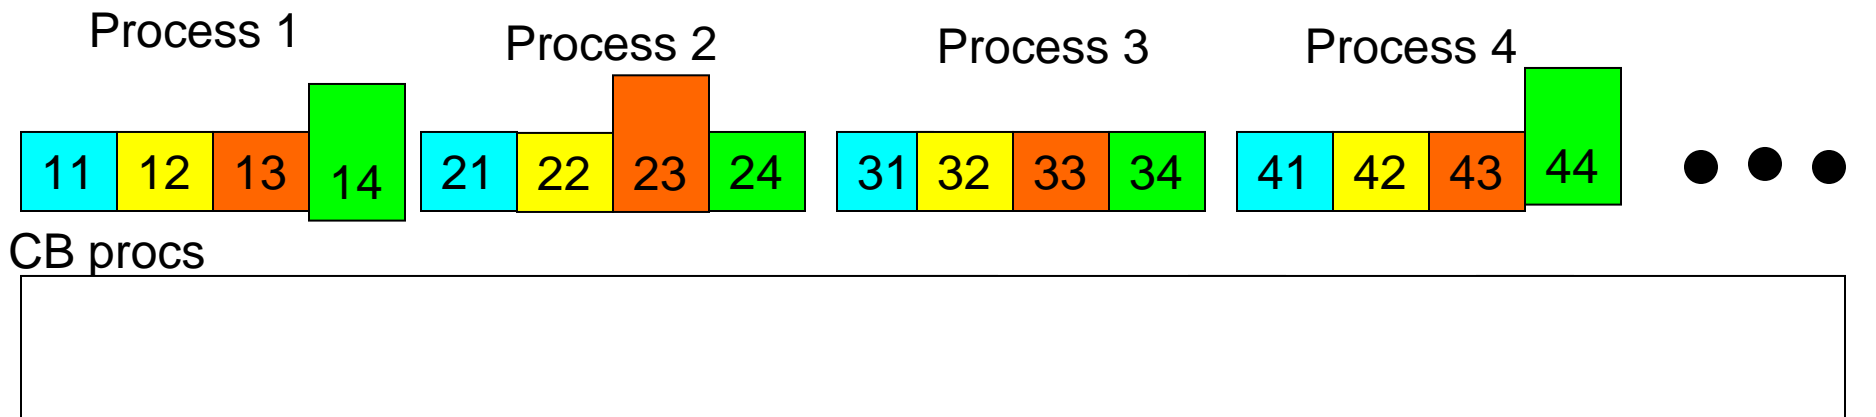 Process 1 Process 2 Process 3 Process 4
11 12 13 14 21 22 23 24 31 32 33 34 41 42 43 44
CB procs